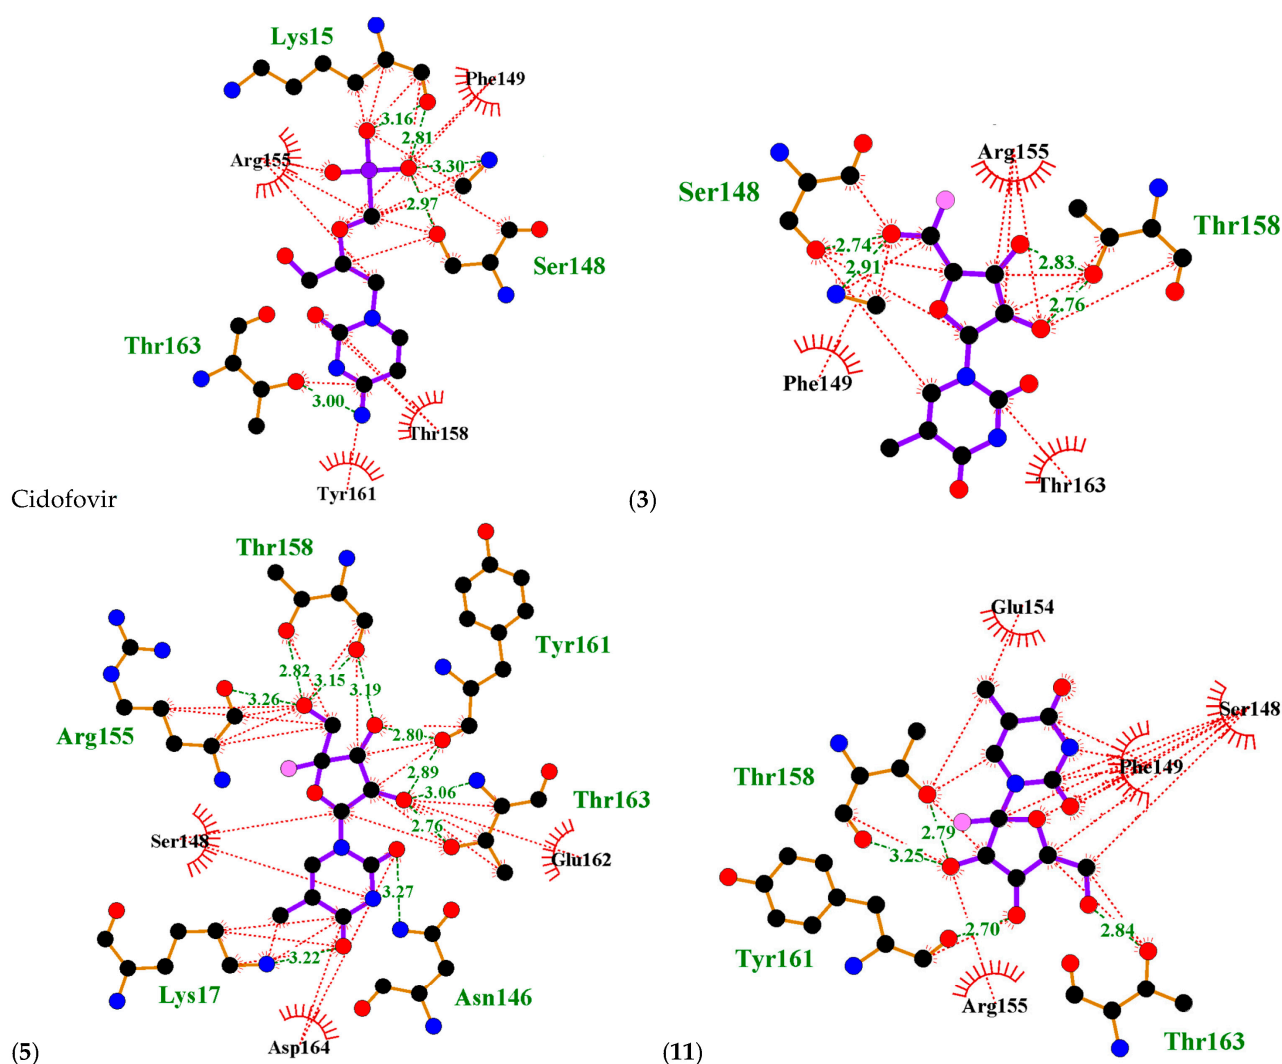 Lys15
Phe149
3.16
2.81
Arg155
3.30
2.97
Ser148
Thr163
3.00
Thr158
Tyr161
Cidofovir
Arg155
Ser148
Thr158
2.74
2.83
2.91
2.76
Phe149
Thr163
(3)
Thr158
Tyr161
2.82
3.15
3.19
3.26
Arg155
2.80
2.89
3.06
Thr163
2.76
Ser148
Glu162
3.27
3.22
Lys17
Asn146
Asp164
(5)
Glu154
Ser148
Phe149
Thr158
2.79
3.25
2.70
2.84
Tyr161
Arg155
Thr163
(11)